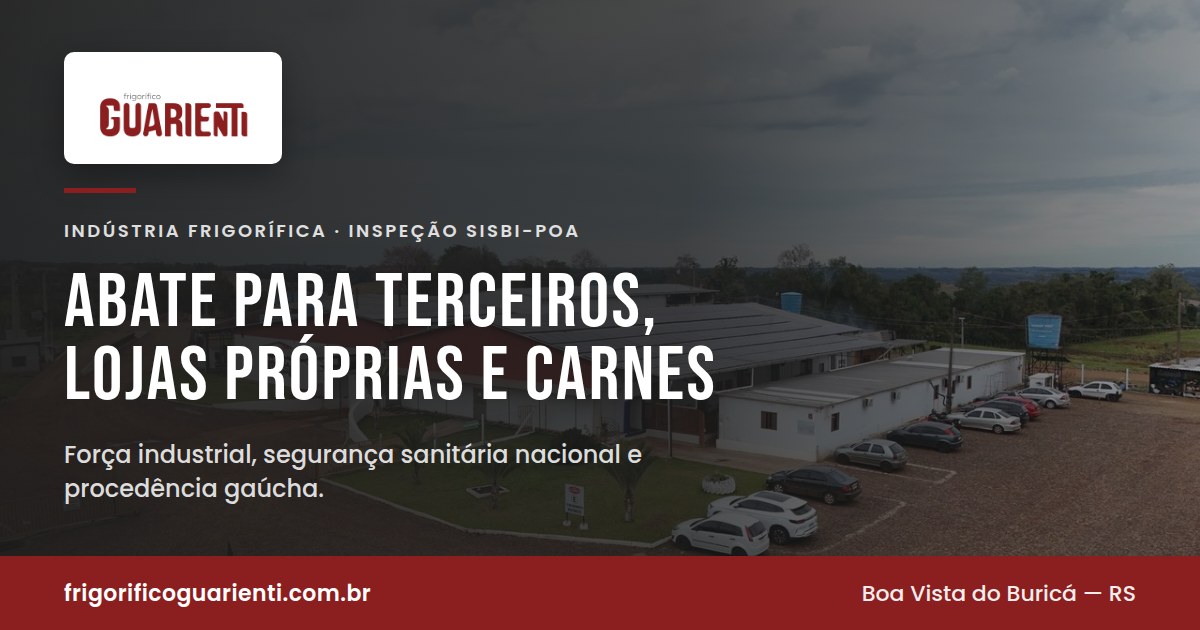 frigorífico
GUARIENTI
INDÚSTRIA FRIGORÍFICA · INSPEÇÃO SISBI-POA
ABATE PARA TERCEIROS,
LOJAS PRÓPRIAS E CARNES
Força industrial, segurança sanitária nacional e
procedência gaúcha.
frigorificoguarienti.com.br
Boa Vista do Buricá — RS